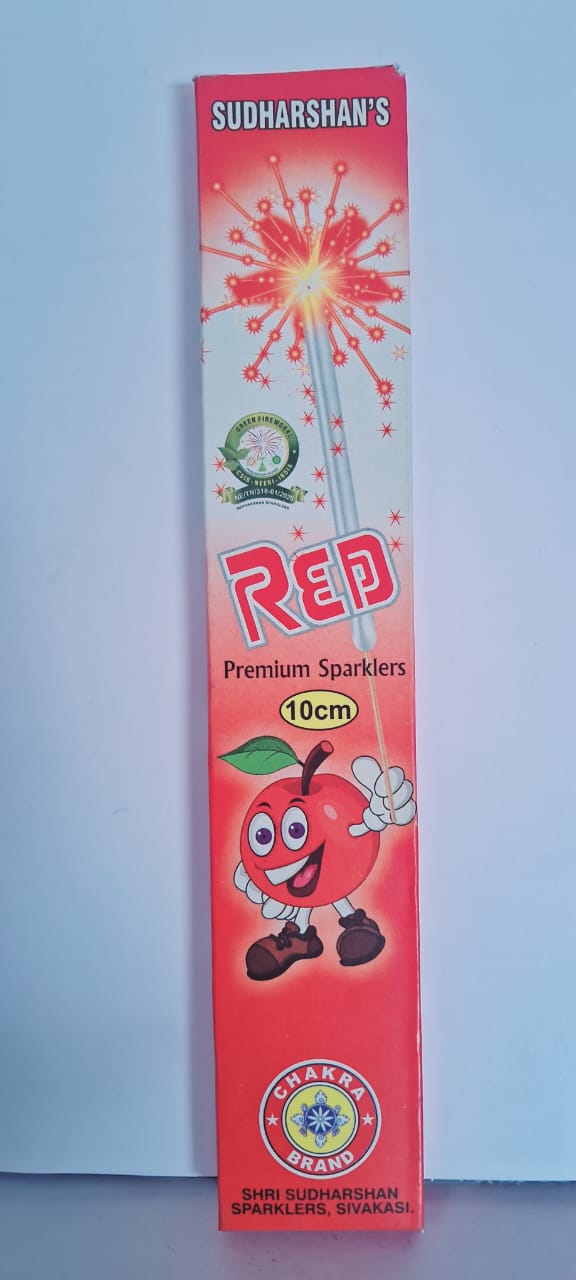 SUDHARSHAN'S
GREEN FIREWORKS
CSIR-NEERI-INDIA
RED
Premium Sparklers
10cm
CHAKRA
BRAND
SHRI SUDHARSHAN
SPARKLERS, SIVAKASI.